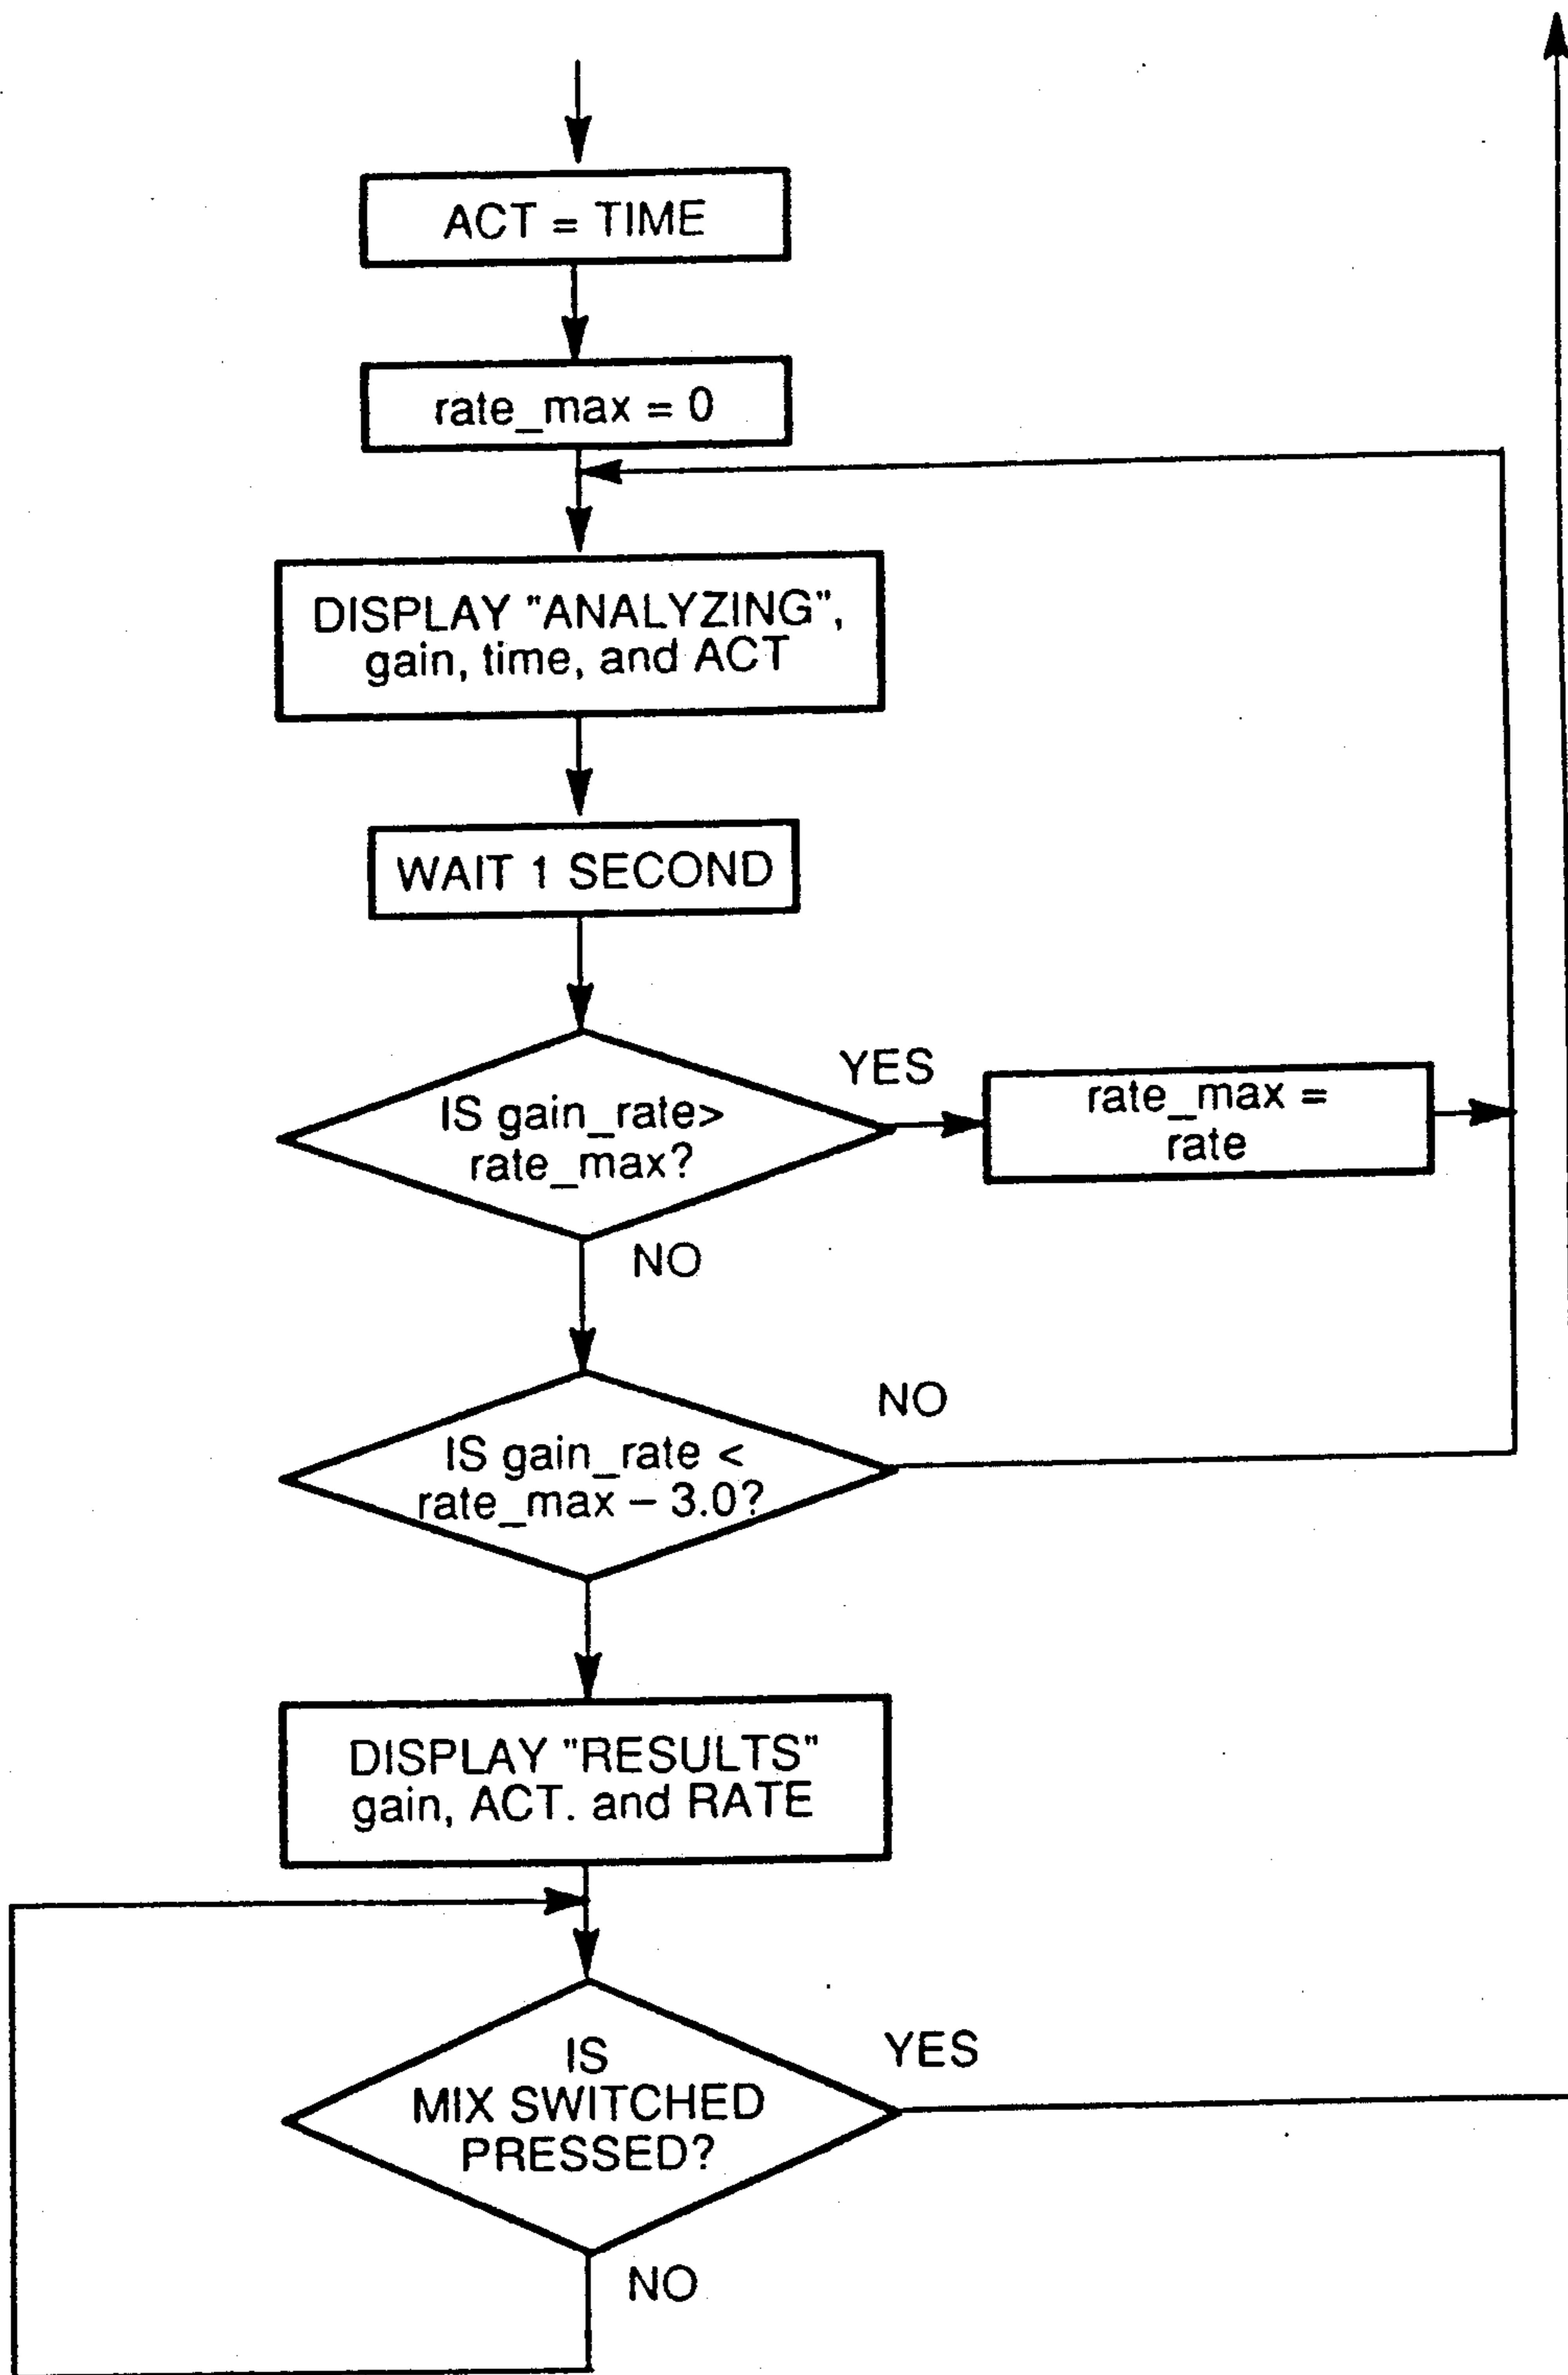 ACT = TIME
rate_max = 0
DISPLAY "ANALYZING",
gain, time, and ACT
WAIT 1 SECOND
IS gain_rate>
rate_max?
YES
rate_max =
rate
NO
IS gain_rate <
rate_max – 3.0?
NO
DISPLAY "RESULTS"
gain, ACT. and RATE
IS
MIX SWITCHED
PRESSED?
YES
NO